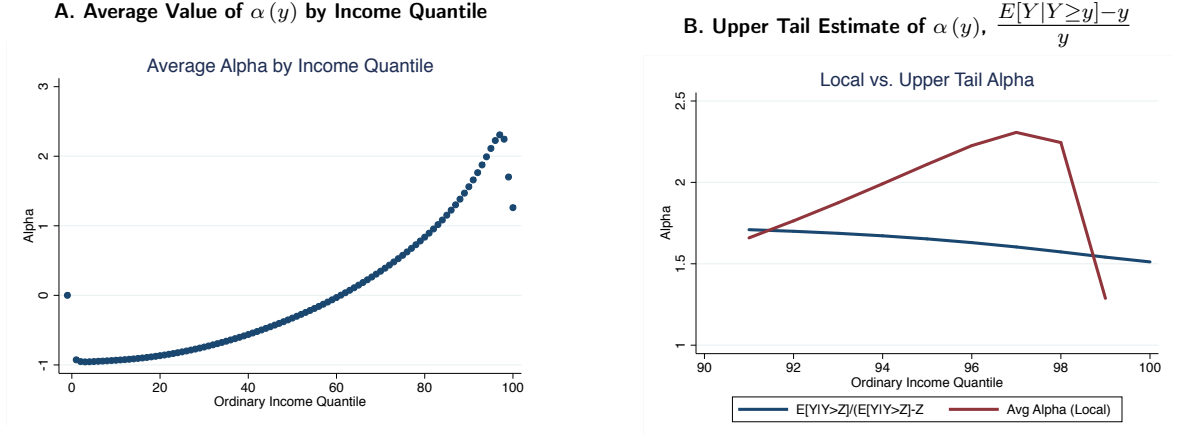 A. Average Value of α (y) by Income Quantile
Average Alpha by Income Quantile
Alpha
3
2
1
0
-1
0 20 40 60 80 100
Ordinary Income Quantile
B. Upper Tail Estimate of α (y), E[Y|Y≥y]−y / y
Local vs. Upper Tail Alpha
Alpha
2.5
2
1.5
1
90 92 94 96 98 100
Ordinary Income Quantile
E[Y|Y>Z]/(E[Y|Y>Z]-Z
Avg Alpha (Local)